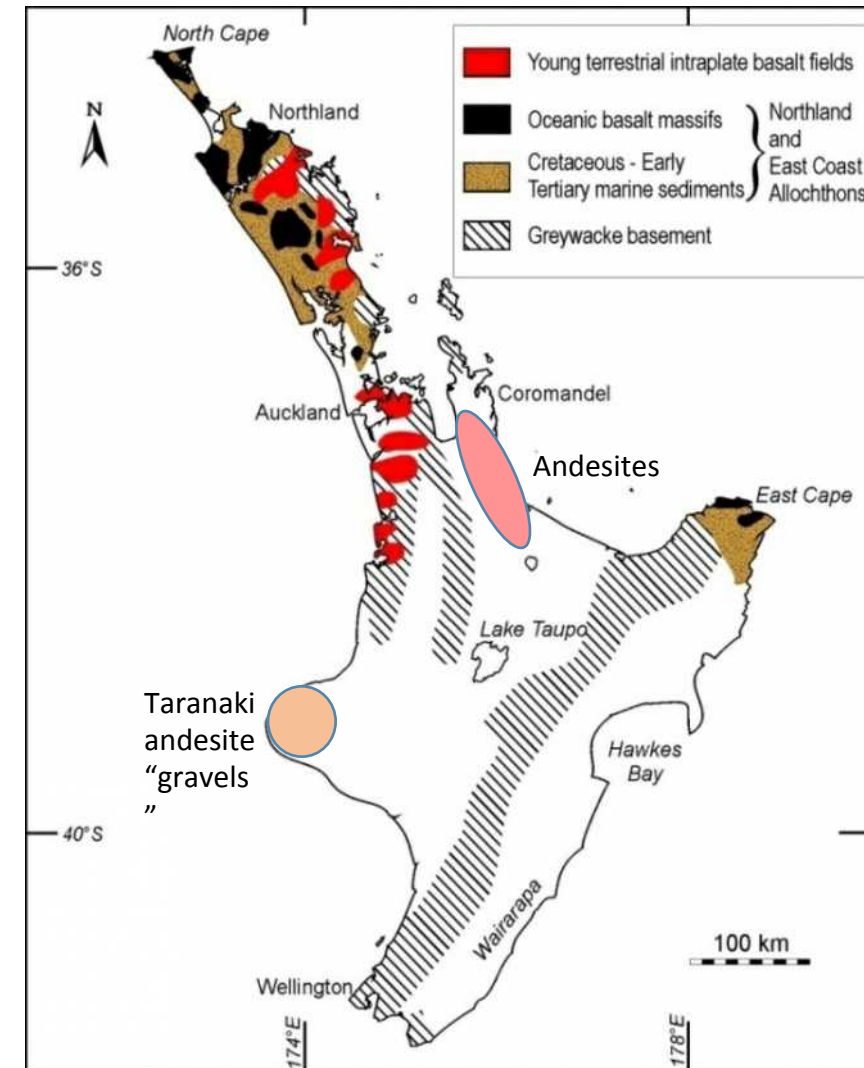 North Cape
N
Northland
Young terrestrial intraplate basalt fields
Oceanic basalt massifs
Cretaceous - Early
Tertiary marine sediments
Northland
and
East Coast
Allochthons
Greywacke basement
36°S
Auckland
Coromandel
Andesites
East Cape
Lake Taupo
Taranaki
andesite
“gravels
”
Hawkes
Bay
40°S
Wairarapa
100 km
Wellington
174°E
178°E